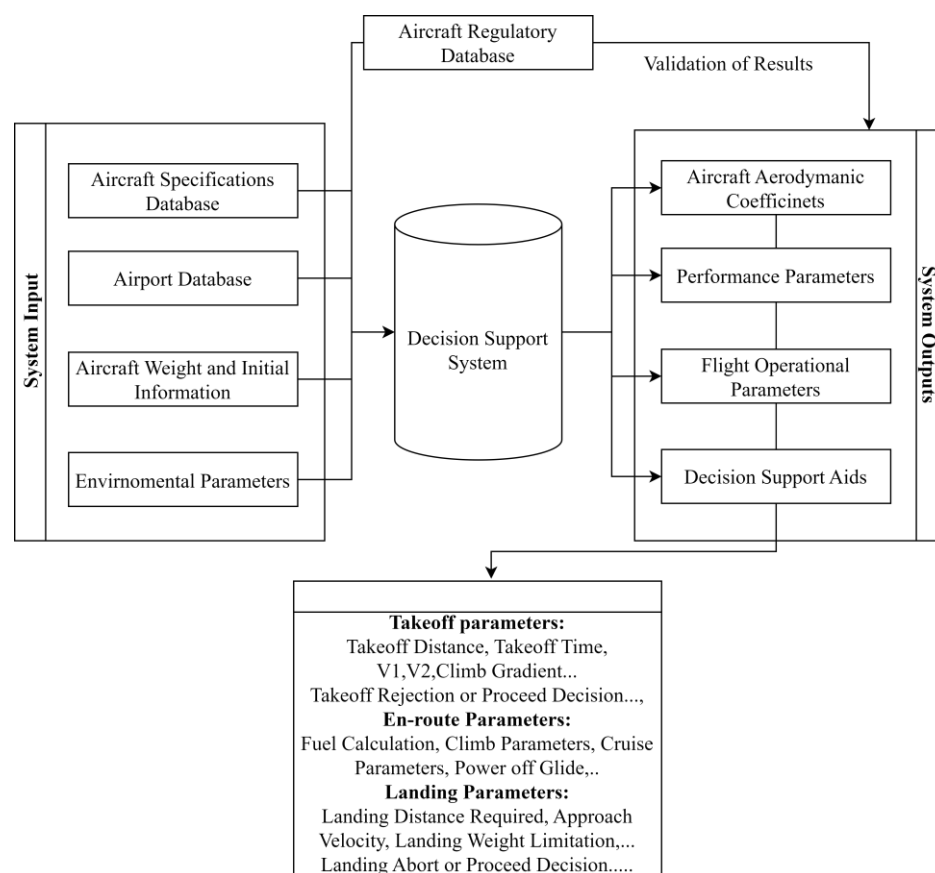 Aircraft Regulatory
Database
Validation of Results
System Input
Aircraft Specifications
Database
Airport Database
Aircraft Weight and Initial
Information
Envirnomental Parameters
Decision Support
System
Aircraft Aerodymanic
Coefficinets
Performance Parameters
Flight Operational
Parameters
Decision Support Aids
System Outputs
Takeoff parameters:
Takeoff Distance, Takeoff Time,
V1,V2,Climb Gradient...
Takeoff Rejection or Proceed Decision...,
En-route Parameters:
Fuel Calculation, Climb Parameters, Cruise
Parameters, Power off Glide,..
Landing Parameters:
Landing Distance Required, Approach
Velocity, Landing Weight Limitation,...
Landing Abort or Proceed Decision.....